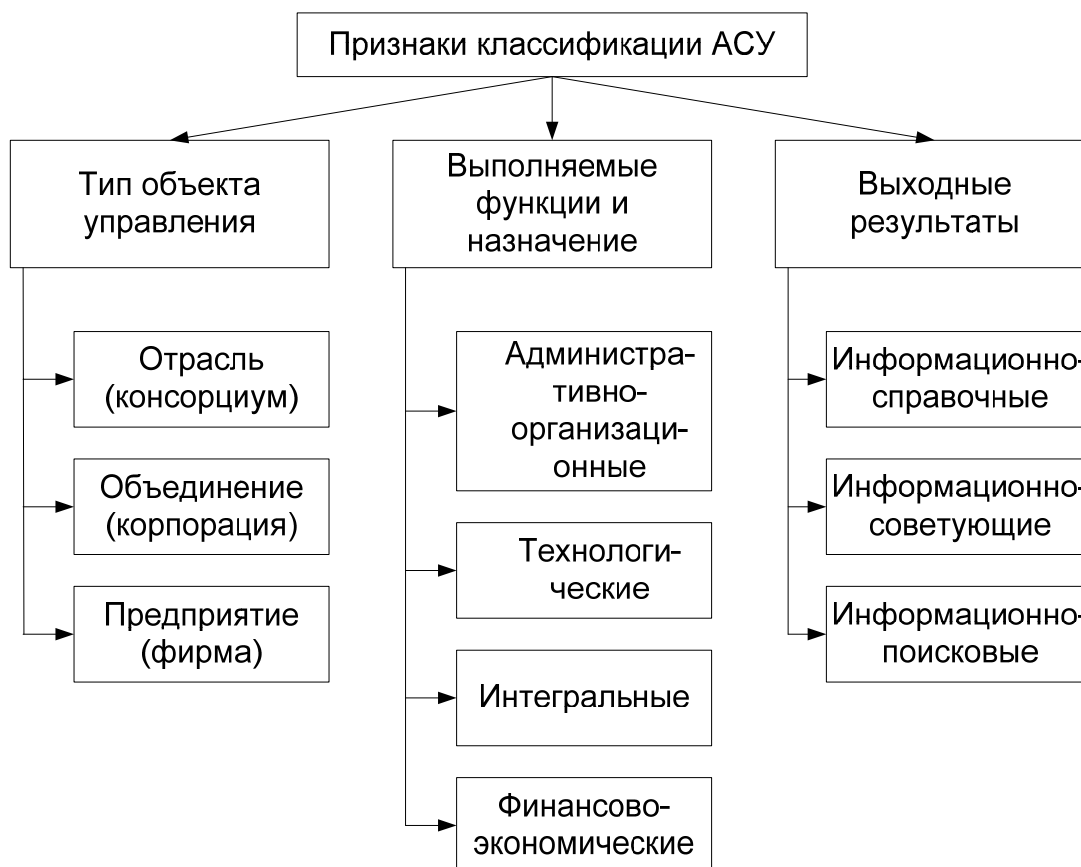 Признаки классификации АСУ
Тип объекта
управления
Отрасль
(консорциум)
Объединение
(корпорация)
Предприятие
(фирма)
Выполняемые
функции и
назначение
Администра-
тивно-
организаци-
онные
Технологи-
ческие
Интегральные
Финансово-
экономические
Выходные
результаты
Информационно-
справочные
Информационно-
советующие
Информационно-
поисковые